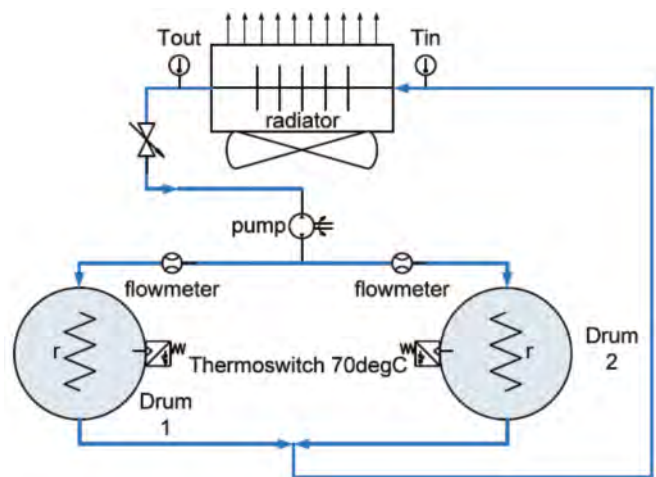 Tout
Tin
radiator
pump
flowmeter
flowmeter
r
Thermoswitch 70degC
r
Drum
2
Drum
1